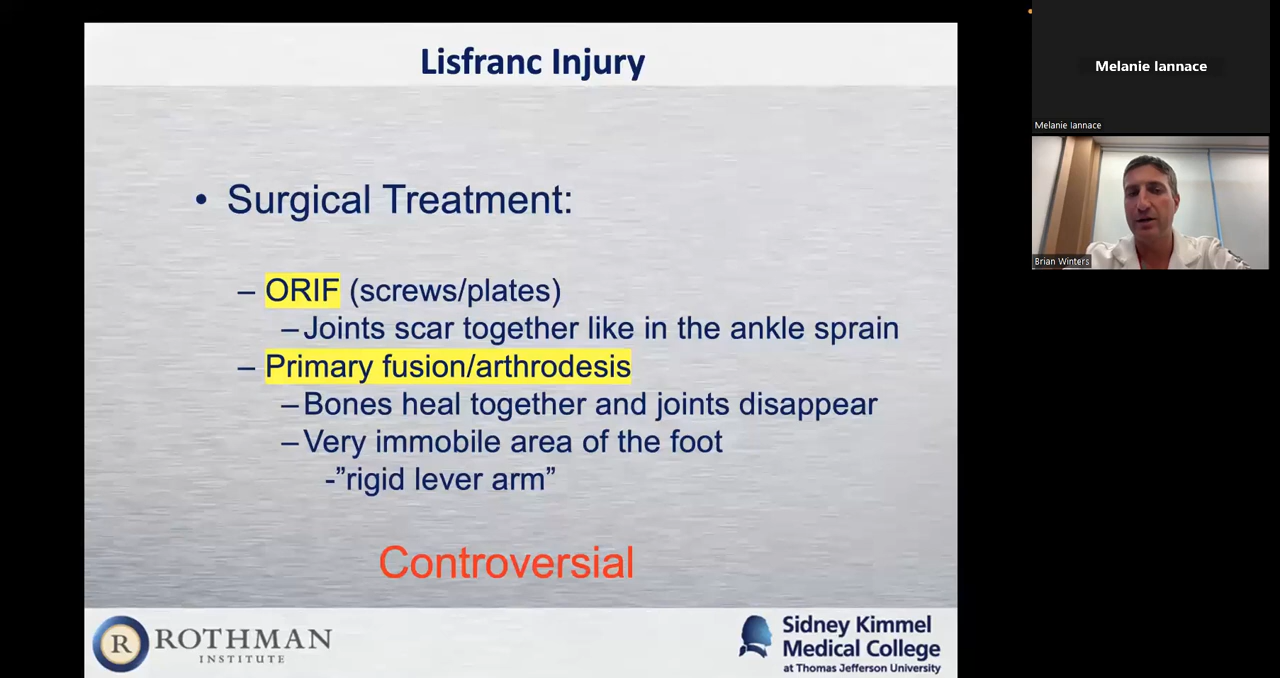 Lisfranc Injury
• Surgical Treatment:
– ORIF (screws/plates)
– Joints scar together like in the ankle sprain
– Primary fusion/arthrodesis
– Bones heal together and joints disappear
– Very immobile area of the foot
-”rigid lever arm”
Controversial
R ROTHMAN
INSTITUTE
Sidney Kimmel
Medical College
at Thomas Jefferson University
Melanie Iannace
Melanie Iannace
Brian Winters